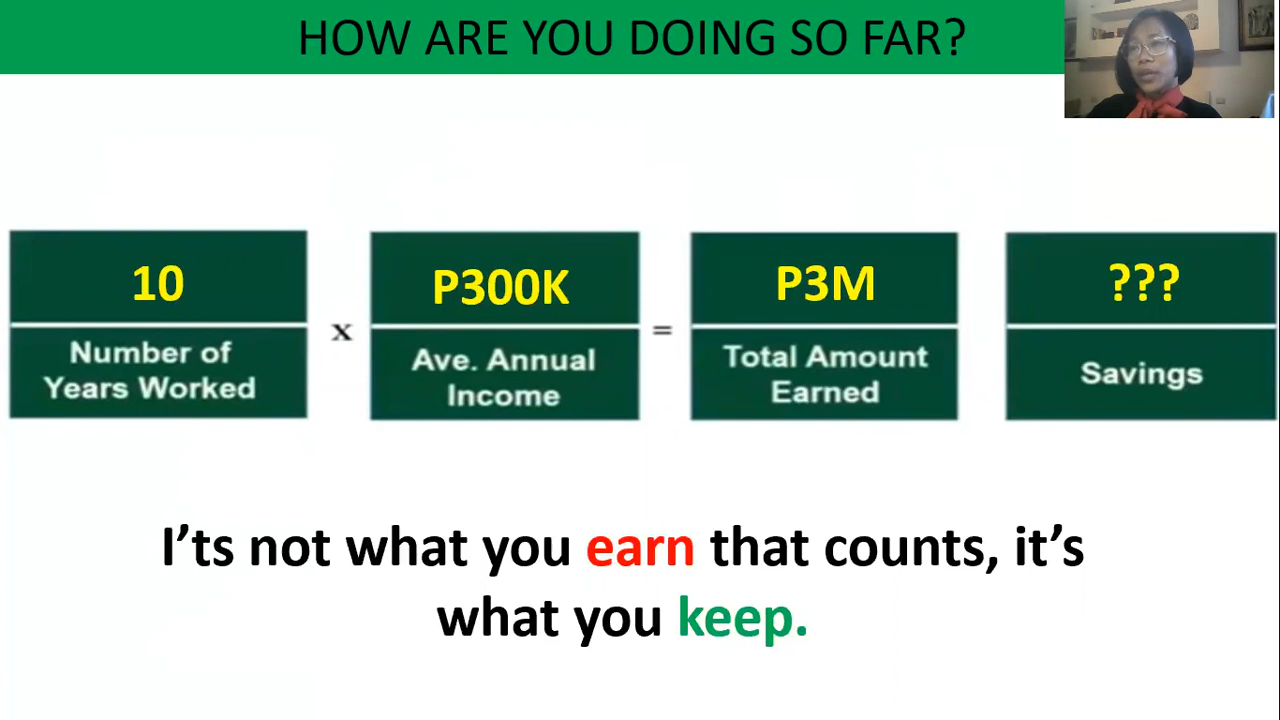 HOW ARE YOU DOING SO FAR?
10
Number of
Years Worked
x
P300K
Ave. Annual
Income
=
P3M
Total Amount
Earned
???
Savings
I’ts not what you earn that counts, it’s
what you keep.